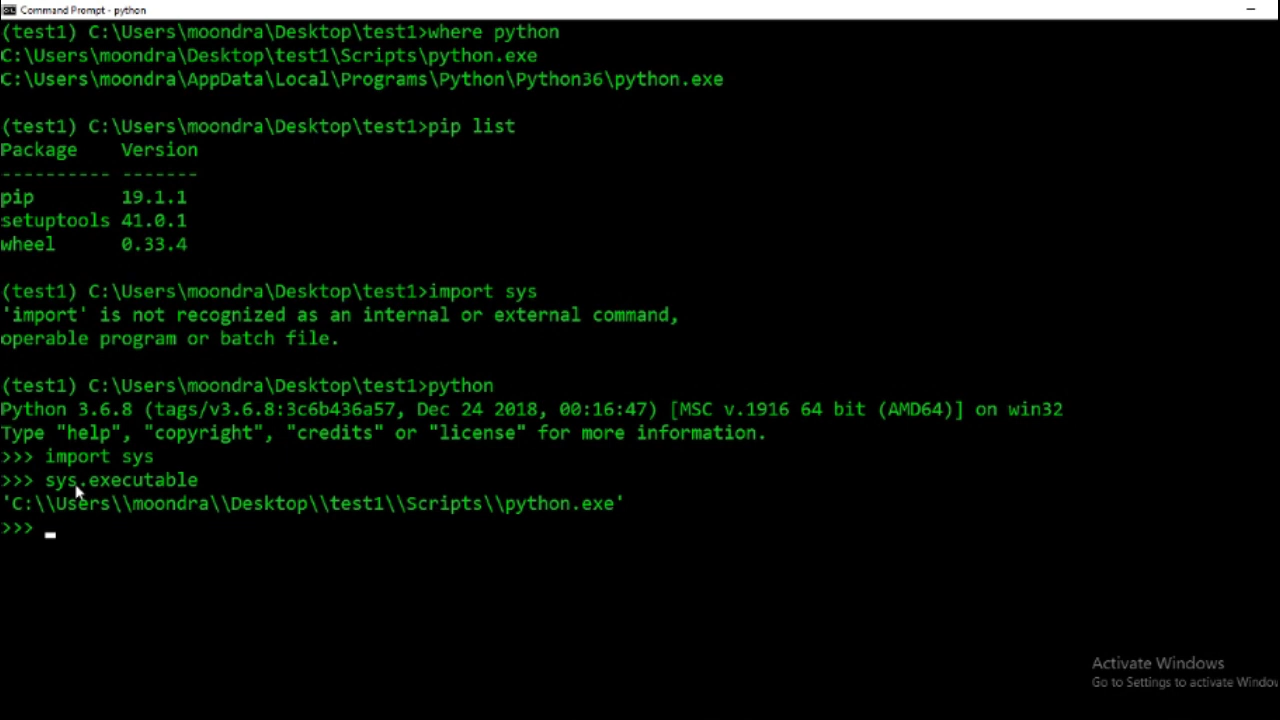 Command Prompt - python
(test1) C:\Users\moondra\Desktop\test1>where python
C:\Users\moondra\Desktop\test1\Scripts\python.exe
C:\Users\moondra\AppData\Local\Programs\Python\Python36\python.exe
(test1) C:\Users\moondra\Desktop\test1>pip list
Package    Version
---------- -------
pip        19.1.1
setuptools 41.0.1
wheel      0.33.4
(test1) C:\Users\moondra\Desktop\test1>import sys
'import' is not recognized as an internal or external command,
operable program or batch file.
(test1) C:\Users\moondra\Desktop\test1>python
Python 3.6.8 (tags/v3.6.8:3c6b436a57, Dec 24 2018, 00:16:47) [MSC v.1916 64 bit (AMD64)] on win32
Type "help", "copyright", "credits" or "license" for more information.
>>> import sys
>>> sys.executable
'C:\\Users\\moondra\\Desktop\\test1\\Scripts\\python.exe'
>>>
Activate Windows
Go to Settings to activate Window